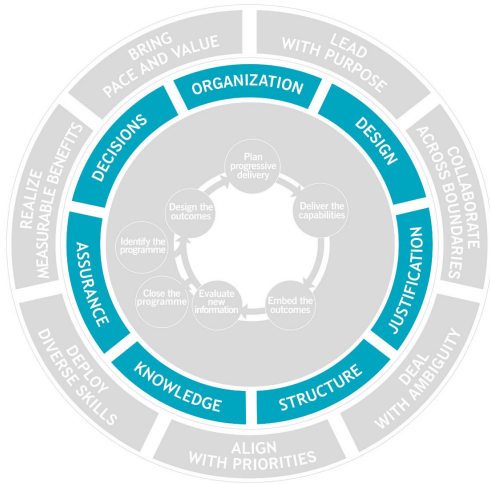 BRING
PACE AND VALUE
LEAD
WITH PURPOSE
COLLABORATE
ACROSS BOUNDARIES
DEAL
WITH AMBIGUITY
ALIGN
WITH PRIORITIES
DEPLOY
DIVERSE SKILLS
REALIZE
MEASURABLE BENEFITS
ORGANIZATION
DESIGN
JUSTIFICATION
STRUCTURE
KNOWLEDGE
ASSURANCE
DECISIONS
Plan
progressive
delivery
Deliver the
capabilities
Embed the
outcomes
Evaluate
new
information
Close the
programme
Identify the
programme
Design the
outcomes